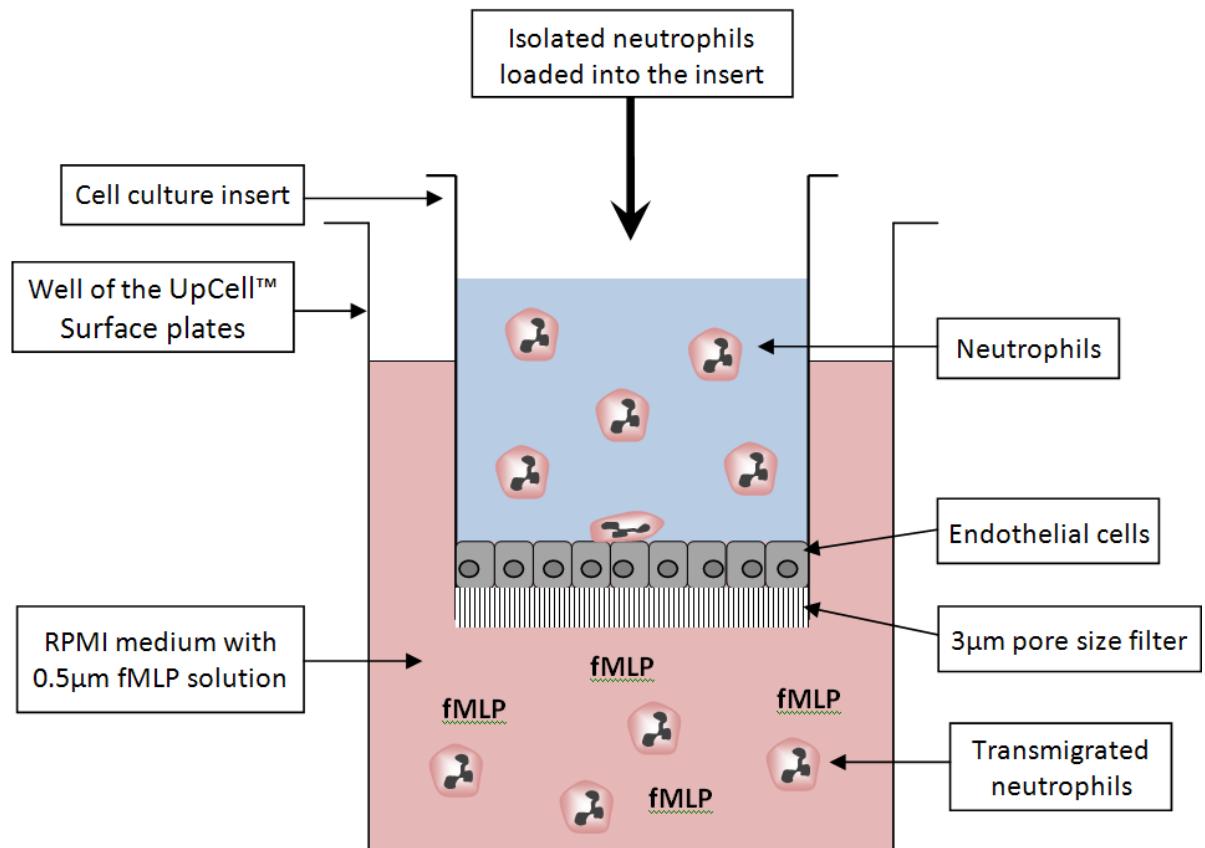 Isolated neutrophils
loaded into the insert
Cell culture insert
Well of the UpCell™
Surface plates
Neutrophils
Endothelial cells
3µm pore size filter
RPMI medium with
0.5µm fMLP solution
fMLP
fMLP
fMLP
fMLP
Transmigrated
neutrophils